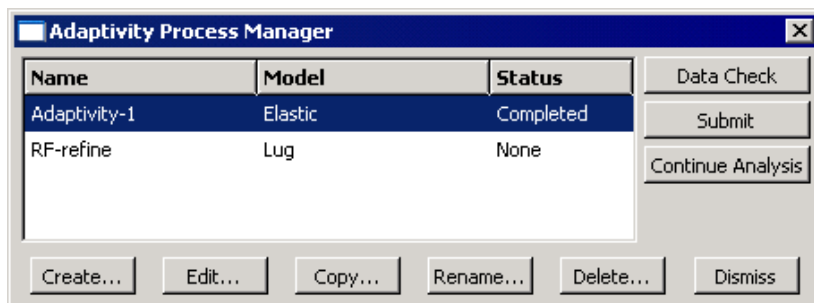 Adaptivity Process Manager
Name Model Status
Adaptivity-1 Elastic Completed
RF-refine Lug None
Data Check
Submit
Continue Analysis
Create... Edit... Copy... Rename... Delete... Dismiss